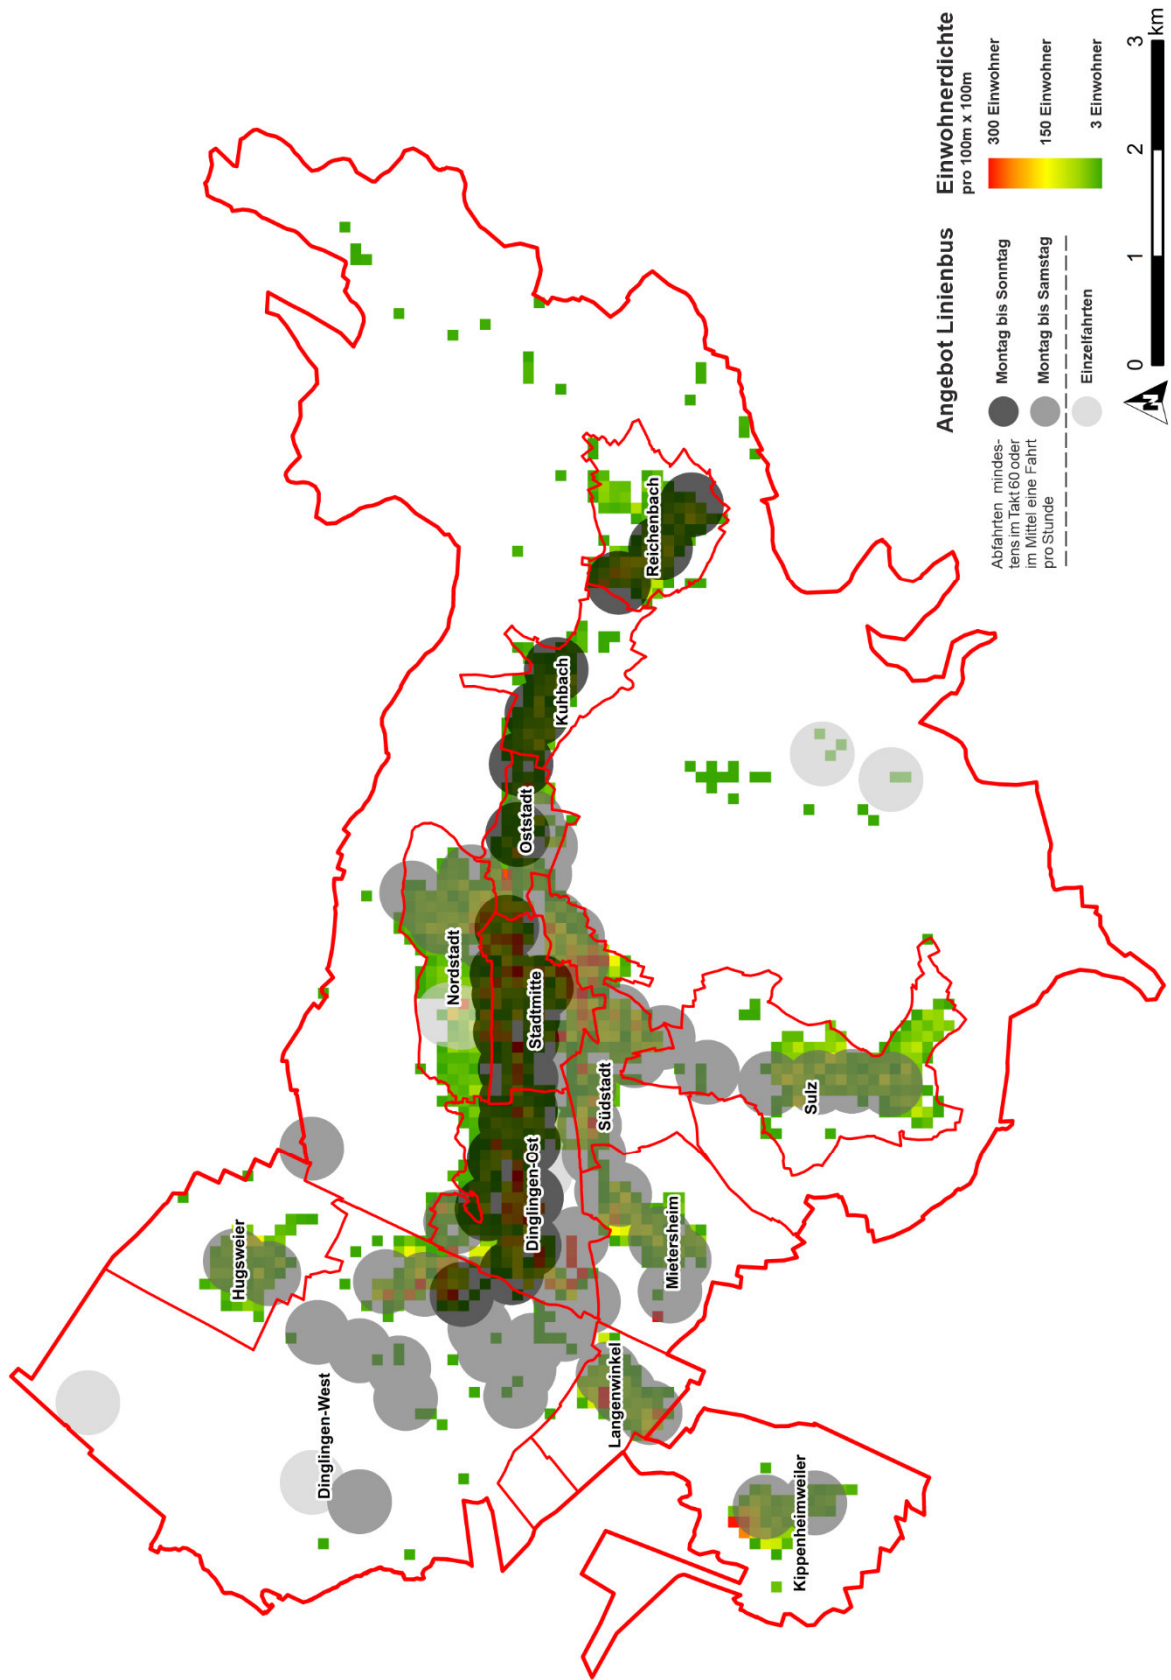 Hugsweier
Dinglingen-West
Nordstadt
Reichenbach
Kuhbach
Oststadt
Stadtmitte
Dinglingen-Ost
Südstadt
Mietersheim
Langenwinkel
Sulz
Kippenheimweiler
Angebot Linienbus
Abfahrten mindes-
tens im Takt 60 oder
im Mittel eine Fahrt
pro Stunde
Montag bis Sonntag
Montag bis Samstag
Einzelfahrten
Einwohnerdichte
pro 100m x 100m
300 Einwohner
150 Einwohner
3 Einwohner
N
0 1 2 3 km